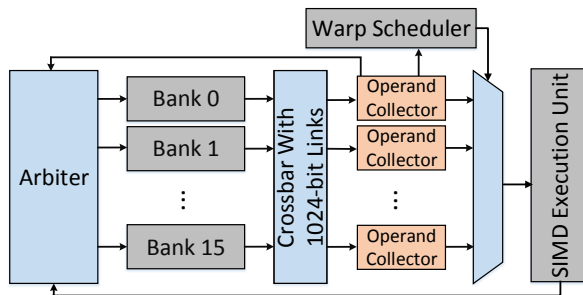 Warp Scheduler
Arbiter
Bank 0
Bank 1
...
Bank 15
Crossbar With
1024-bit Links
Operand
Collector
Operand
Collector
...
Operand
Collector
SIMD Execution Unit